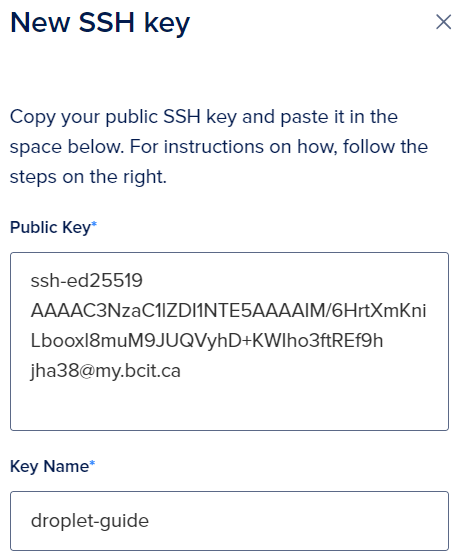 New SSH key
Copy your public SSH key and paste it in the
space below. For instructions on how, follow the
steps on the right.
Public Key*
ssh-ed25519
AAAAC3NzaC1lZDI1NTE5AAAAIM/6HrtXmKni
Lbooxl8muM9JUQVyhD+KWIho3ftREf9h
jha38@my.bcit.ca
Key Name*
droplet-guide